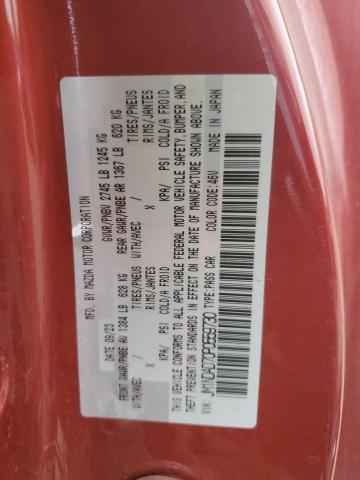 MFD. BY MAZDA MOTOR CORPORATION
DATE 09/23 GVWR/PNBV 2745 LB 1245 KG
FRONT GAWR/PNBE AV 1384 LB 628 KG REAR GAWR/PNBE AR 1367 LB 620 KG
WITH/AVEC / TIRES/PNEUS WITH/AVEC / TIRES/PNEUS
X RIMS/JANTES X RIMS/JANTES
KPA/ PSI COLD/A FROID KPA/ PSI COLD/A FROID
THIS VEHICLE CONFORMS TO ALL APPLICABLE FEDERAL MOTOR VEHICLE SAFETY, BUMPER, AND
THEFT PREVENTION STANDARDS IN EFFECT ON THE DATE OF MANUFACTURE SHOWN ABOVE.
VIN: TYPE: PASS CAR COLOR CODE: 46V MADE IN JAPAN